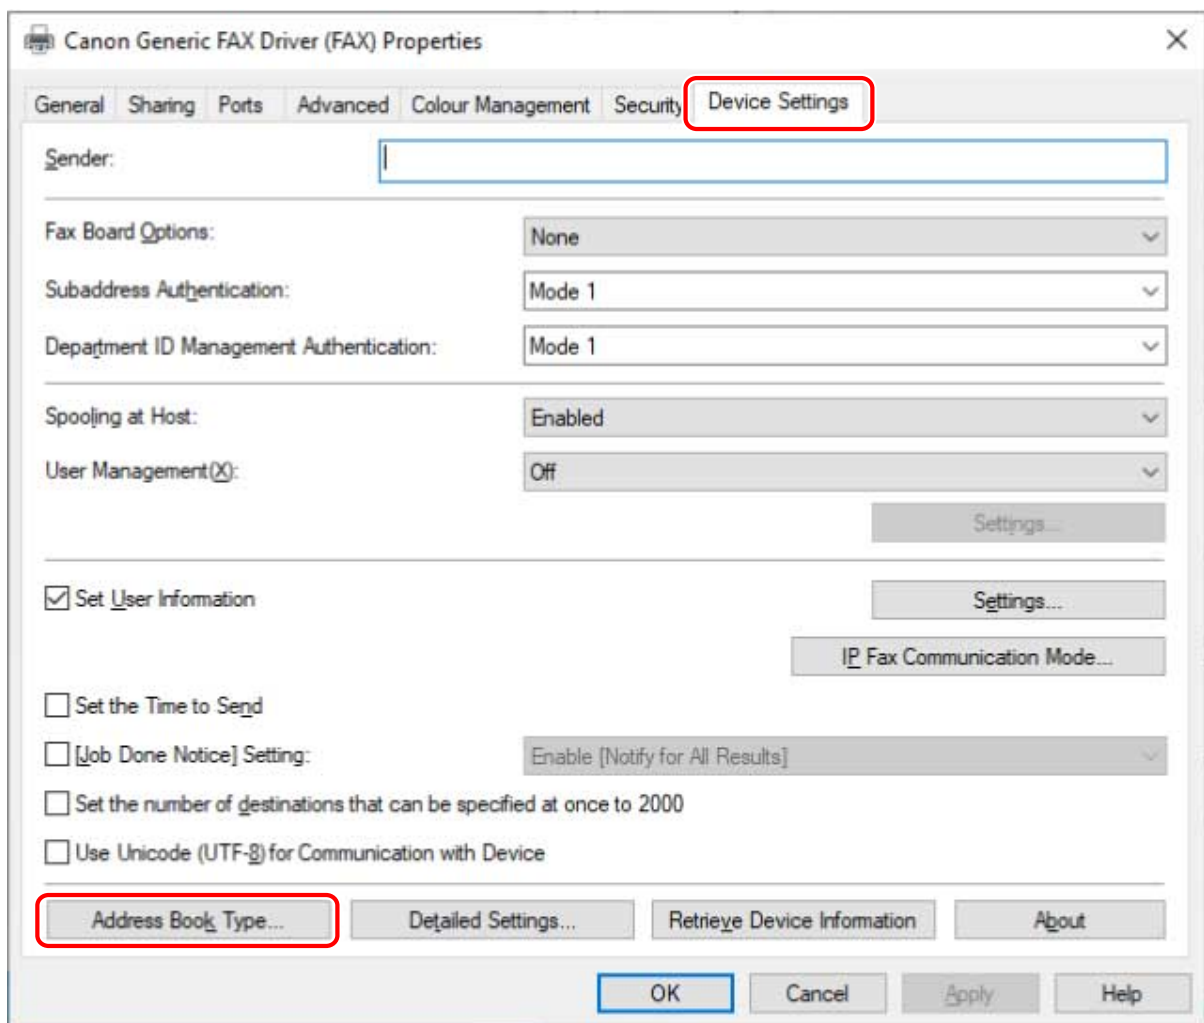 Canon Generic FAX Driver (FAX) Properties
General Sharing Ports Advanced Colour Management Security Device Settings
Sender:
Fax Board Options: None
Subaddress Authentication: Mode 1
Department ID Management Authentication: Mode 1
Spooling at Host: Enabled
User Management(X): Off
Settings...
Set User Information Settings...
IP Fax Communication Mode...
Set the Time to Send
[Job Done Notice] Setting: Enable [Notify for All Results]
Set the number of destinations that can be specified at once to 2000
Use Unicode (UTF-8) for Communication with Device
Address Book Type... Detailed Settings... Retrieve Device Information About
OK Cancel Apply Help